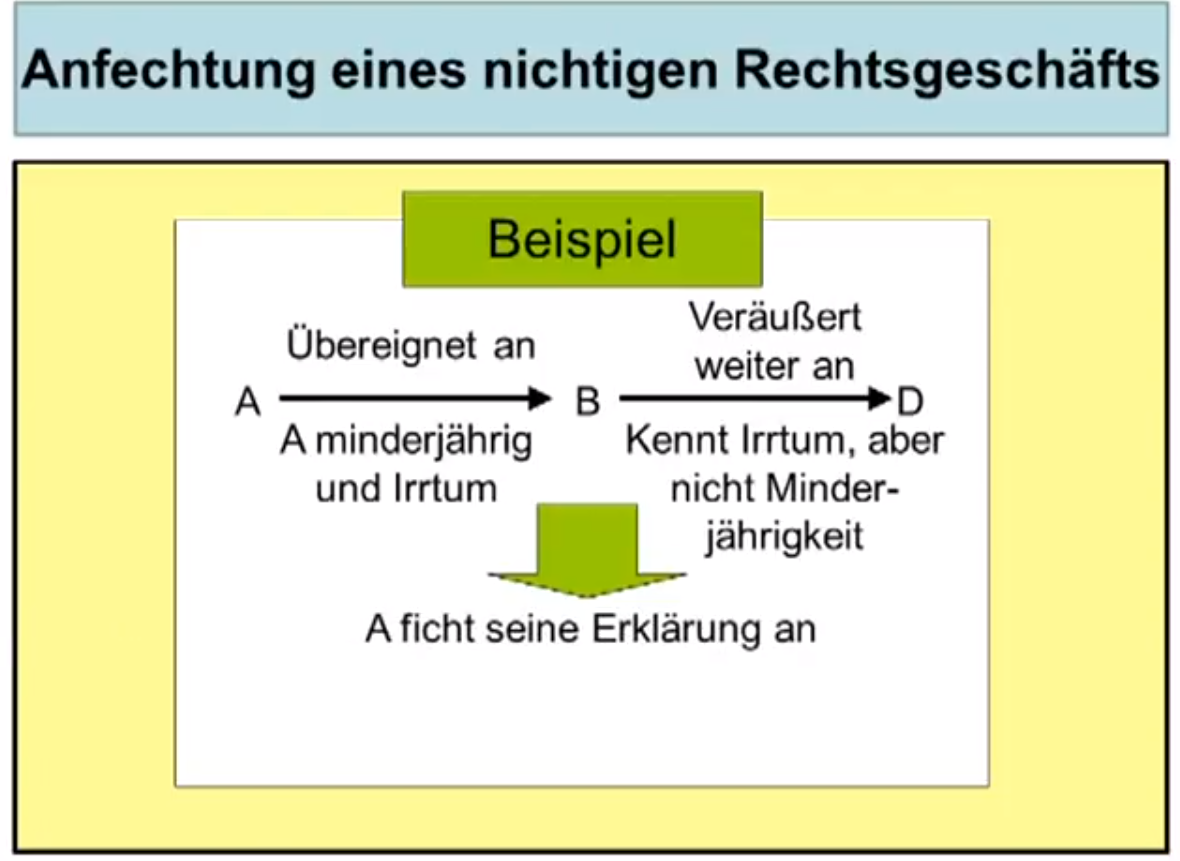 Anfechtung eines nichtigen Rechtsgeschäfts
Beispiel
Übereignet an
Veräußert
weiter an
A
B
D
A minderjährig
und Irrtum
Kennt Irrtum, aber
nicht Minder-
jährigkeit
A ficht seine Erklärung an